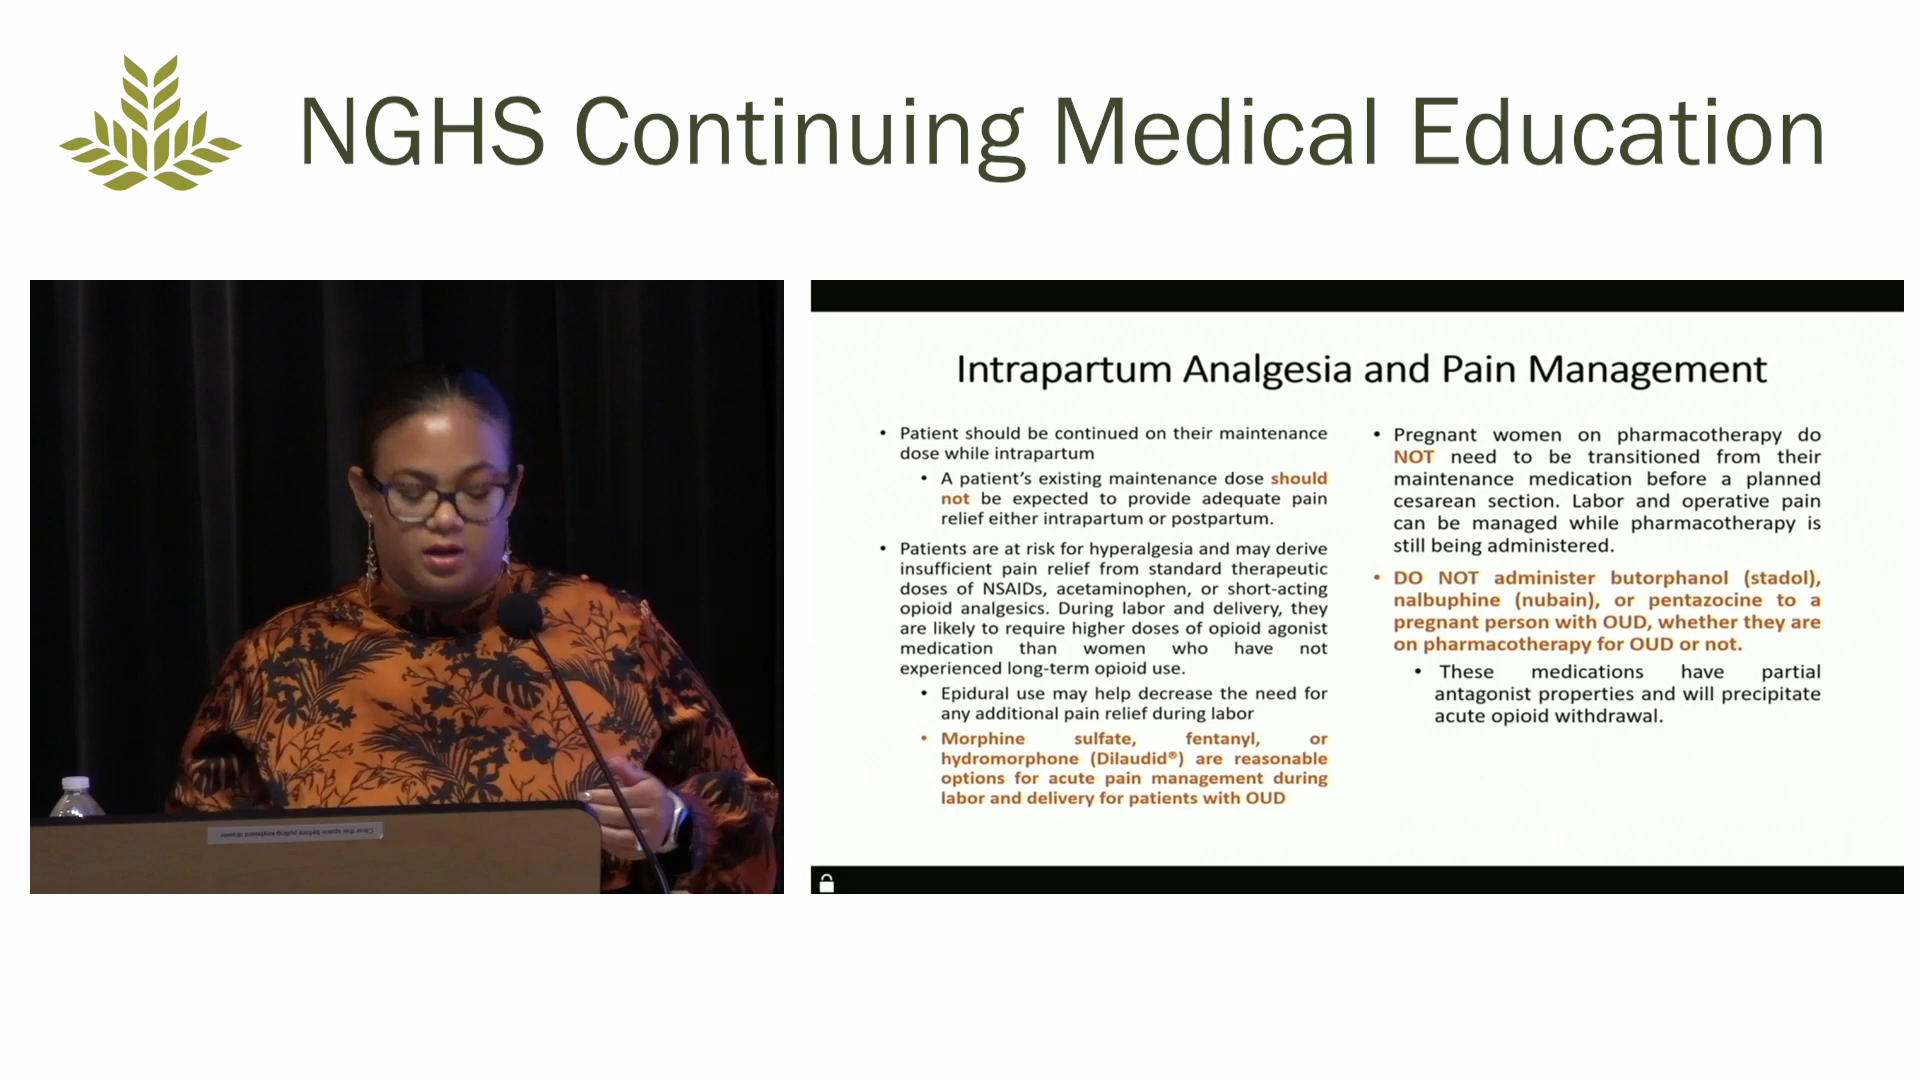 NGHS Continuing Medical Education
Intrapartum Analgesia and Pain Management
• Patient should be continued on their maintenance
dose while intrapartum
• A patient's existing maintenance dose should
not be expected to provide adequate pain
relief either intrapartum or postpartum.
• Patients are at risk for hyperalgesia and may derive
insufficient pain relief from standard therapeutic
doses of NSAIDs, acetaminophen, or short-acting
opioid analgesics. During labor and delivery, they
are likely to require higher doses of opioid agonist
medication than women who have not
experienced long-term opioid use.
• Epidural use may help decrease the need for
any additional pain relief during labor
• Morphine sulfate, fentanyl, or
hydromorphone (Dilaudid®) are reasonable
options for acute pain management during
labor and delivery for patients with OUD
• Pregnant women on pharmacotherapy do
NOT need to be transitioned from their
maintenance medication before a planned
cesarean section. Labor and operative pain
can be managed while pharmacotherapy is
still being administered.
• DO NOT administer butorphanol (stadol),
nalbuphine (nubain), or pentazocine to a
pregnant person with OUD, whether they are
on pharmacotherapy for OUD or not.
• These medications have partial
antagonist properties and will precipitate
acute opioid withdrawal.
Clear this space before pulling keyboard drawer